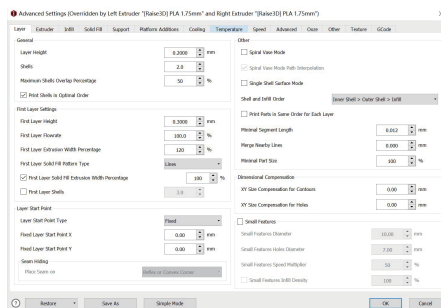 Advanced Settings (Overridden by Left Extruder "[Raise3D] PLA 1.75mm" and Right Extruder "[Raise3D] PLA 1.75mm")
Layer Extruder Infill Solid Fill Support Platform Additions Cooling Temperature Speed Advanced Ooze Other Texture GCode
General
Layer Height 0.2000 mm
Shells 2.0
Maximum Shells Overlap Percentage 50 %
Print Shells in Optimal Order
First Layer Settings
First Layer Height 0.3000 mm
First Layer Flowrate 100.0 %
First Layer Extrusion Width Percentage 120 %
First Layer Solid Fill Pattern Type Lines
First Layer Solid Fill Extrusion Width Percentage 100 %
First Layer Shells 2.0
Layer Start Point
Layer Start Point Type Fixed
Fixed Layer Start Point X 0.00 mm
Fixed Layer Start Point Y 0.00 mm
Seam Hiding
Place Seam on Reflex or Convex Corner
Other
Spiral Vase Mode
Spiral Vase Mode Path Interpolation
Single Shell Surface Mode
Shell and Infill Order Inner Shell > Outer Shell > Infill
Print Parts in Same Order for Each Layer
Minimal Segment Length 0.012 mm
Merge Nearby Lines 0.000 mm
Minimal Part Size 100 %
Dimensional Compensation
XY Size Compensation for Contours 0.00 mm
XY Size Compensation for Holes 0.00 mm
Small Features
Small Features Diameter 10.00 mm
Small Features Holes Diameter 7.00 mm
Small Features Speed Multiplier 50 %
Small Features Infill Density 100 %
? Restore Save As Simple Mode OK Cancel